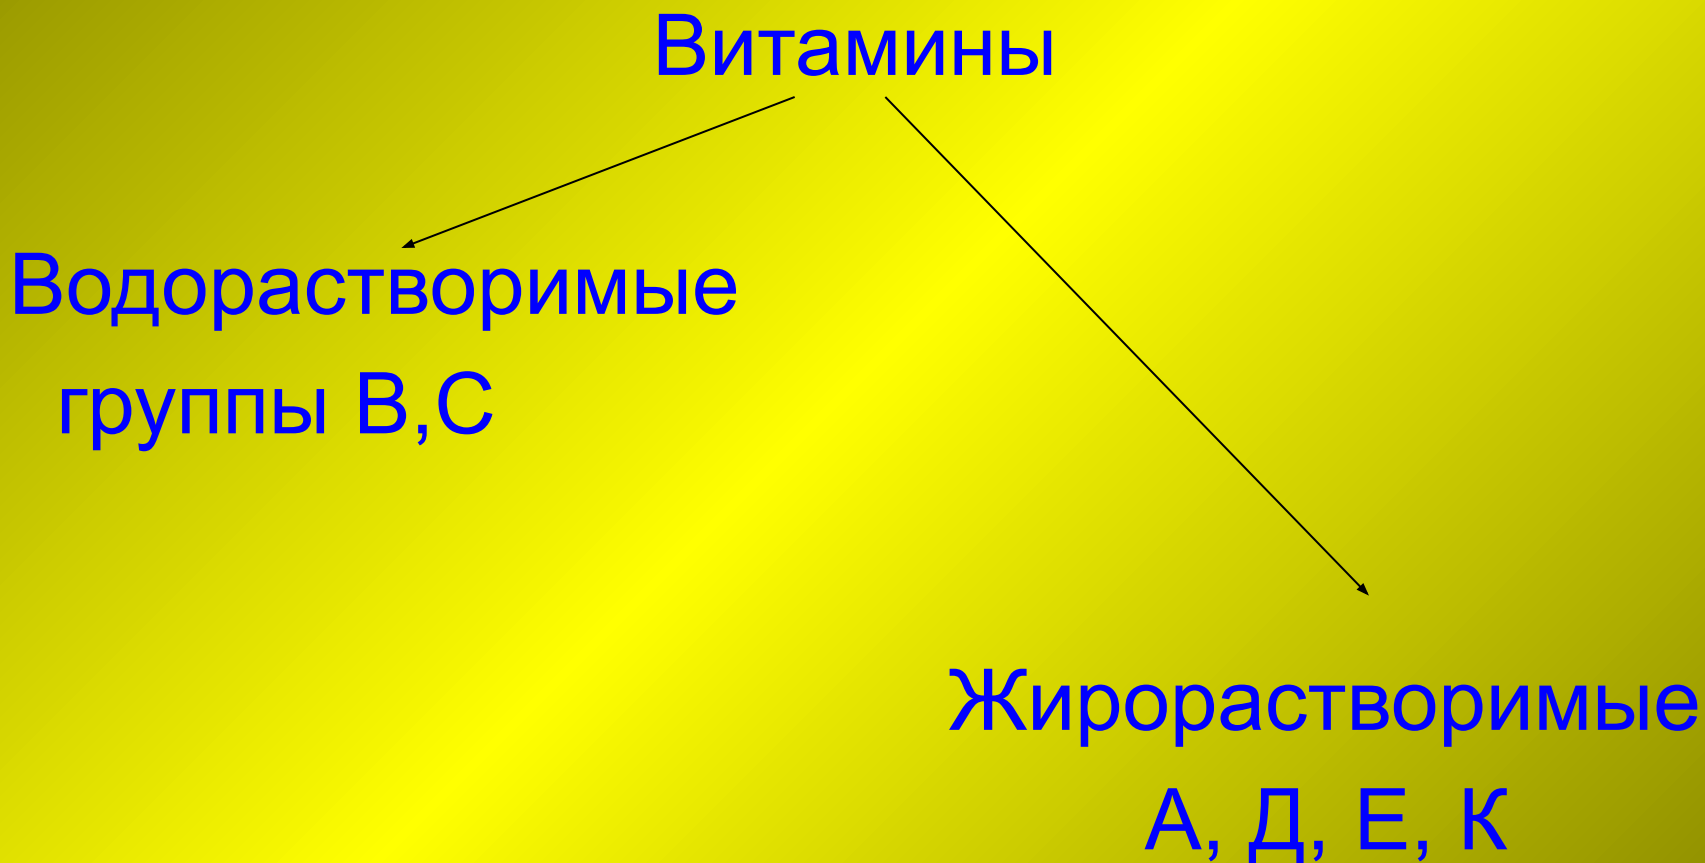 Витамины
Водорастворимые
группы В,С
Жирорастворимые
А, Д, Е, К